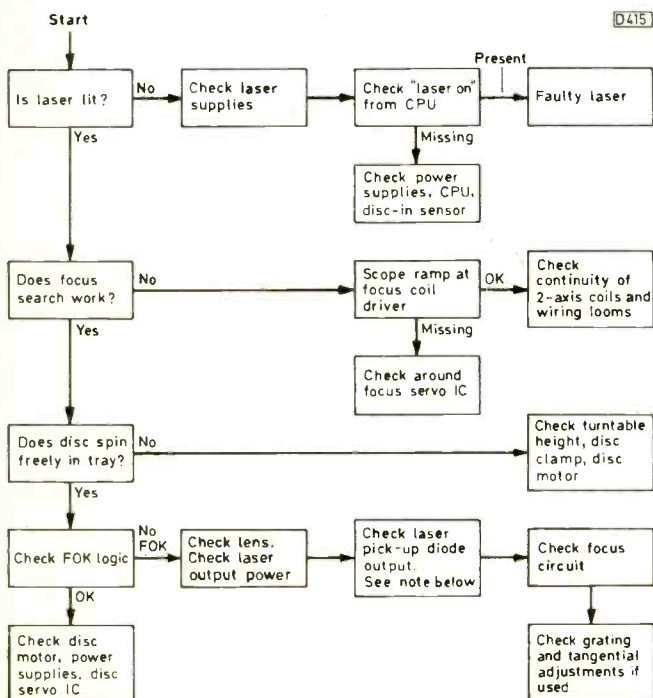 Start
D415
Is laser lit?
No
Check laser
supplies
Check "laser on"
from CPU
Present
Faulty laser
Yes
Missing
Check power
supplies, CPU,
disc-in sensor
Does focus
search work?
No
Scope ramp at
focus coil
driver
OK
Check
continuity of
2-axis coils and
wiring looms
Yes
Missing
Check around
focus servo IC
Does disc spin
freely in tray?
No
Check turntable
height, disc
clamp, disc
motor
Yes
Check FOK logic
No
FOK
Check lens.
Check laser
output power
Check laser
pick-up diode
output.
See note below
Check focus
circuit
OK
Check disc
motor, power
supplies, disc
servo IC
Check grating
and tangential
adjustments if
used